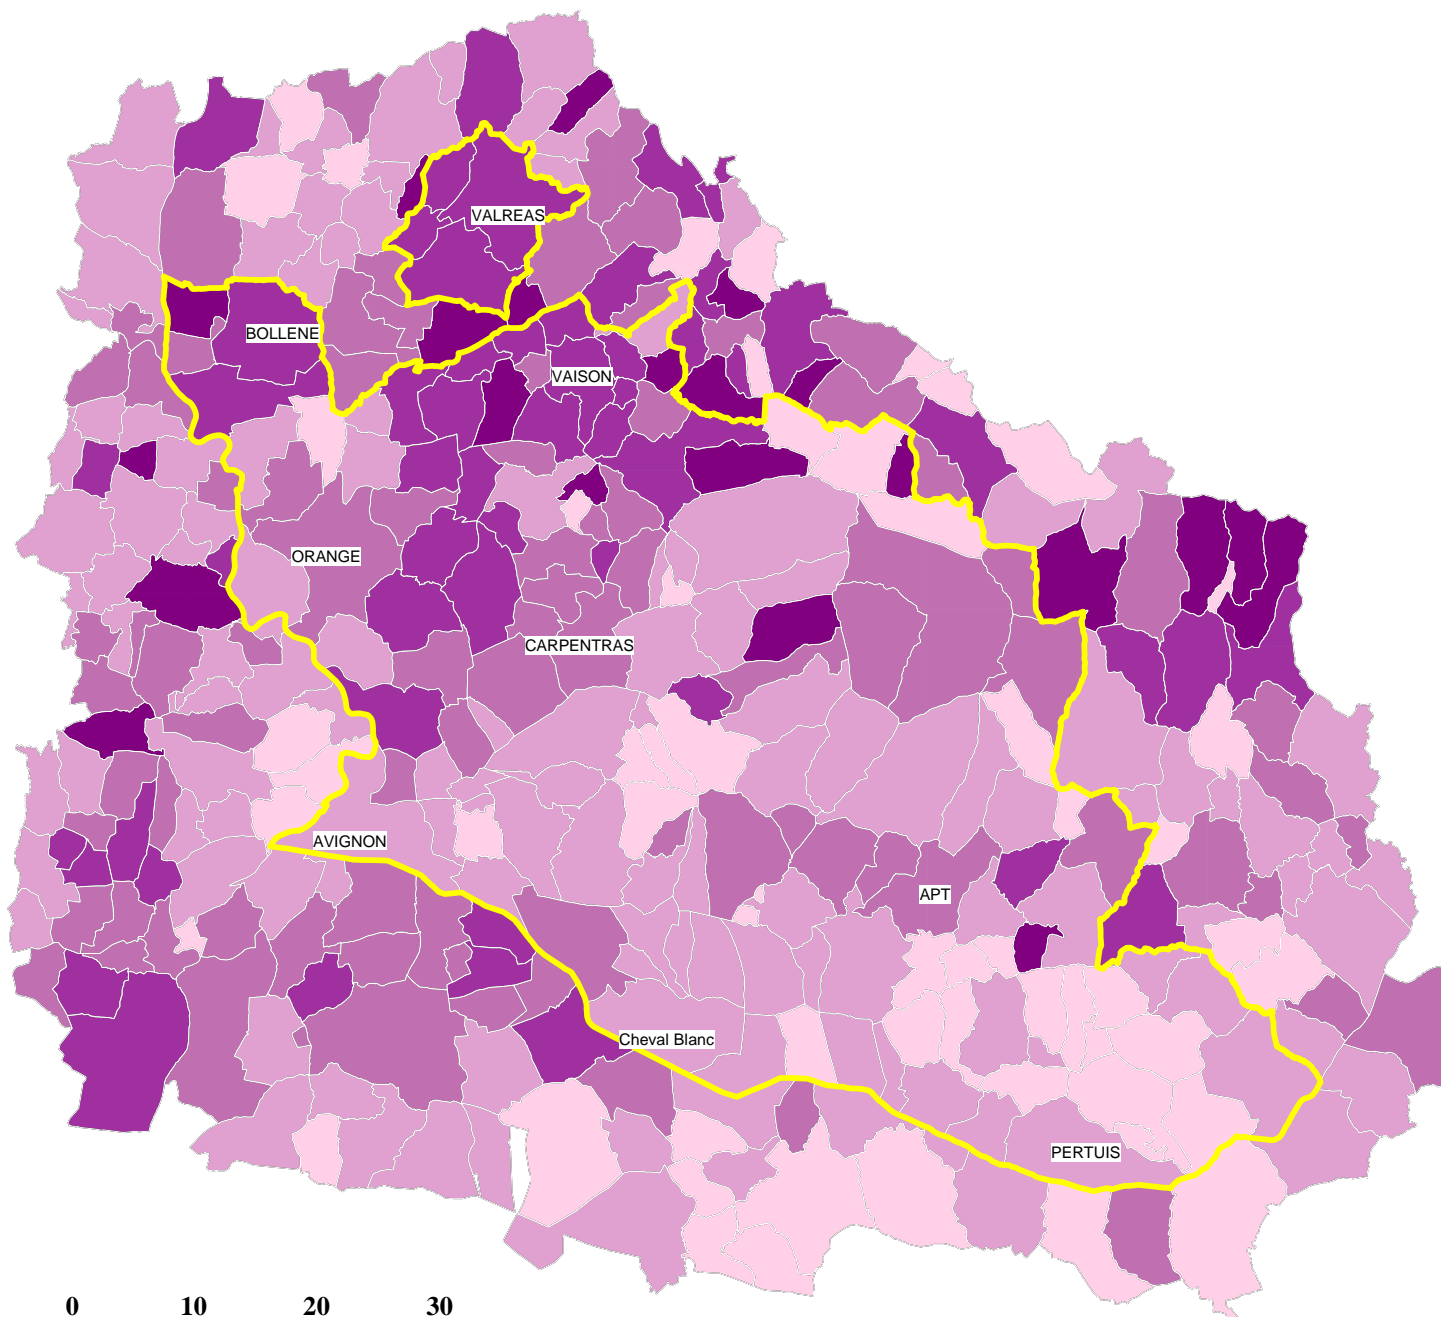 VALREAS
BOLLENE
VAISON
ORANGE
CARPENTRAS
AVIGNON
APT
Cheval Blanc
PERTUIS
0 10 20 30